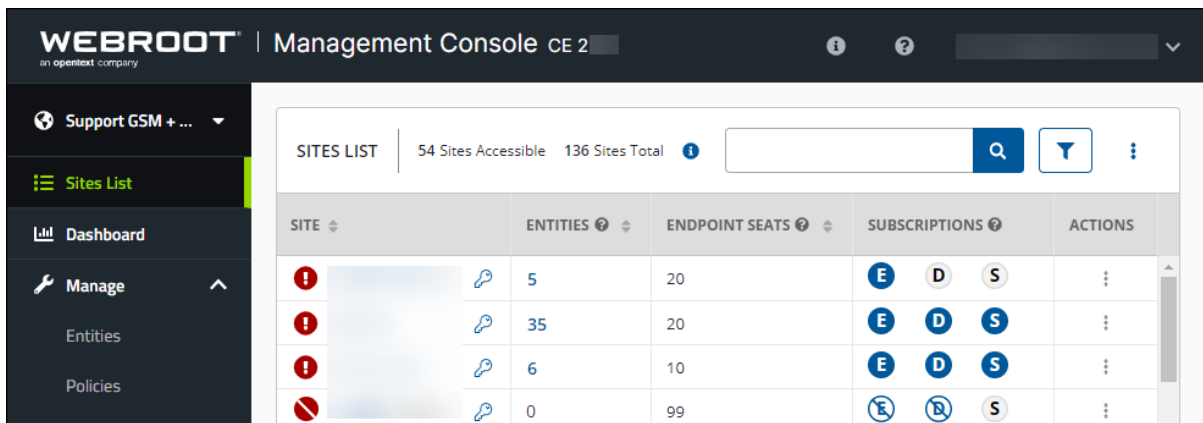 WEBROOT | Management Console CE 2
an opentext company
Support GSM + ...
SITES LIST 54 Sites Accessible 136 Sites Total
Sites List
Dashboard
Manage
Entities
Policies
SITE ENTITIES ENDPOINT SEATS SUBSCRIPTIONS ACTIONS
5 20 E D S
35 20 E D S
6 10 E D S
0 99 E D S